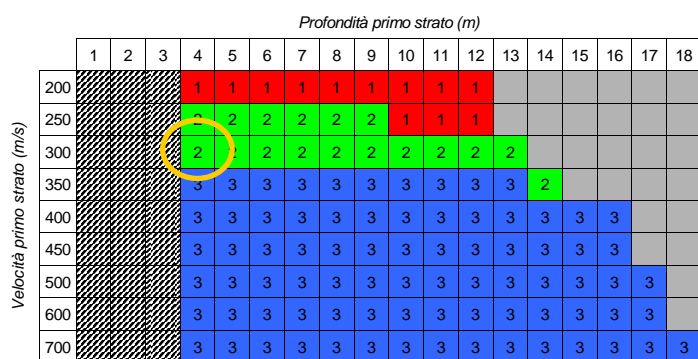 Profondità primo strato (m)
1 2 3 4 5 6 7 8 9 10 11 12 13 14 15 16 17 18
Velocità primo strato (m/s)
200 1 1 1 1 1 1 1 1 1
250 2 2 2 2 2 2 1 1 1
300 2 2 2 2 2 2 2 2 2 2
350 3 3 3 3 3 3 3 3 3 3 2
400 3 3 3 3 3 3 3 3 3 3 3 3 3
450 3 3 3 3 3 3 3 3 3 3 3 3 3
500 3 3 3 3 3 3 3 3 3 3 3 3 3 3
600 3 3 3 3 3 3 3 3 3 3 3 3 3 3
700 3 3 3 3 3 3 3 3 3 3 3 3 3 3 3